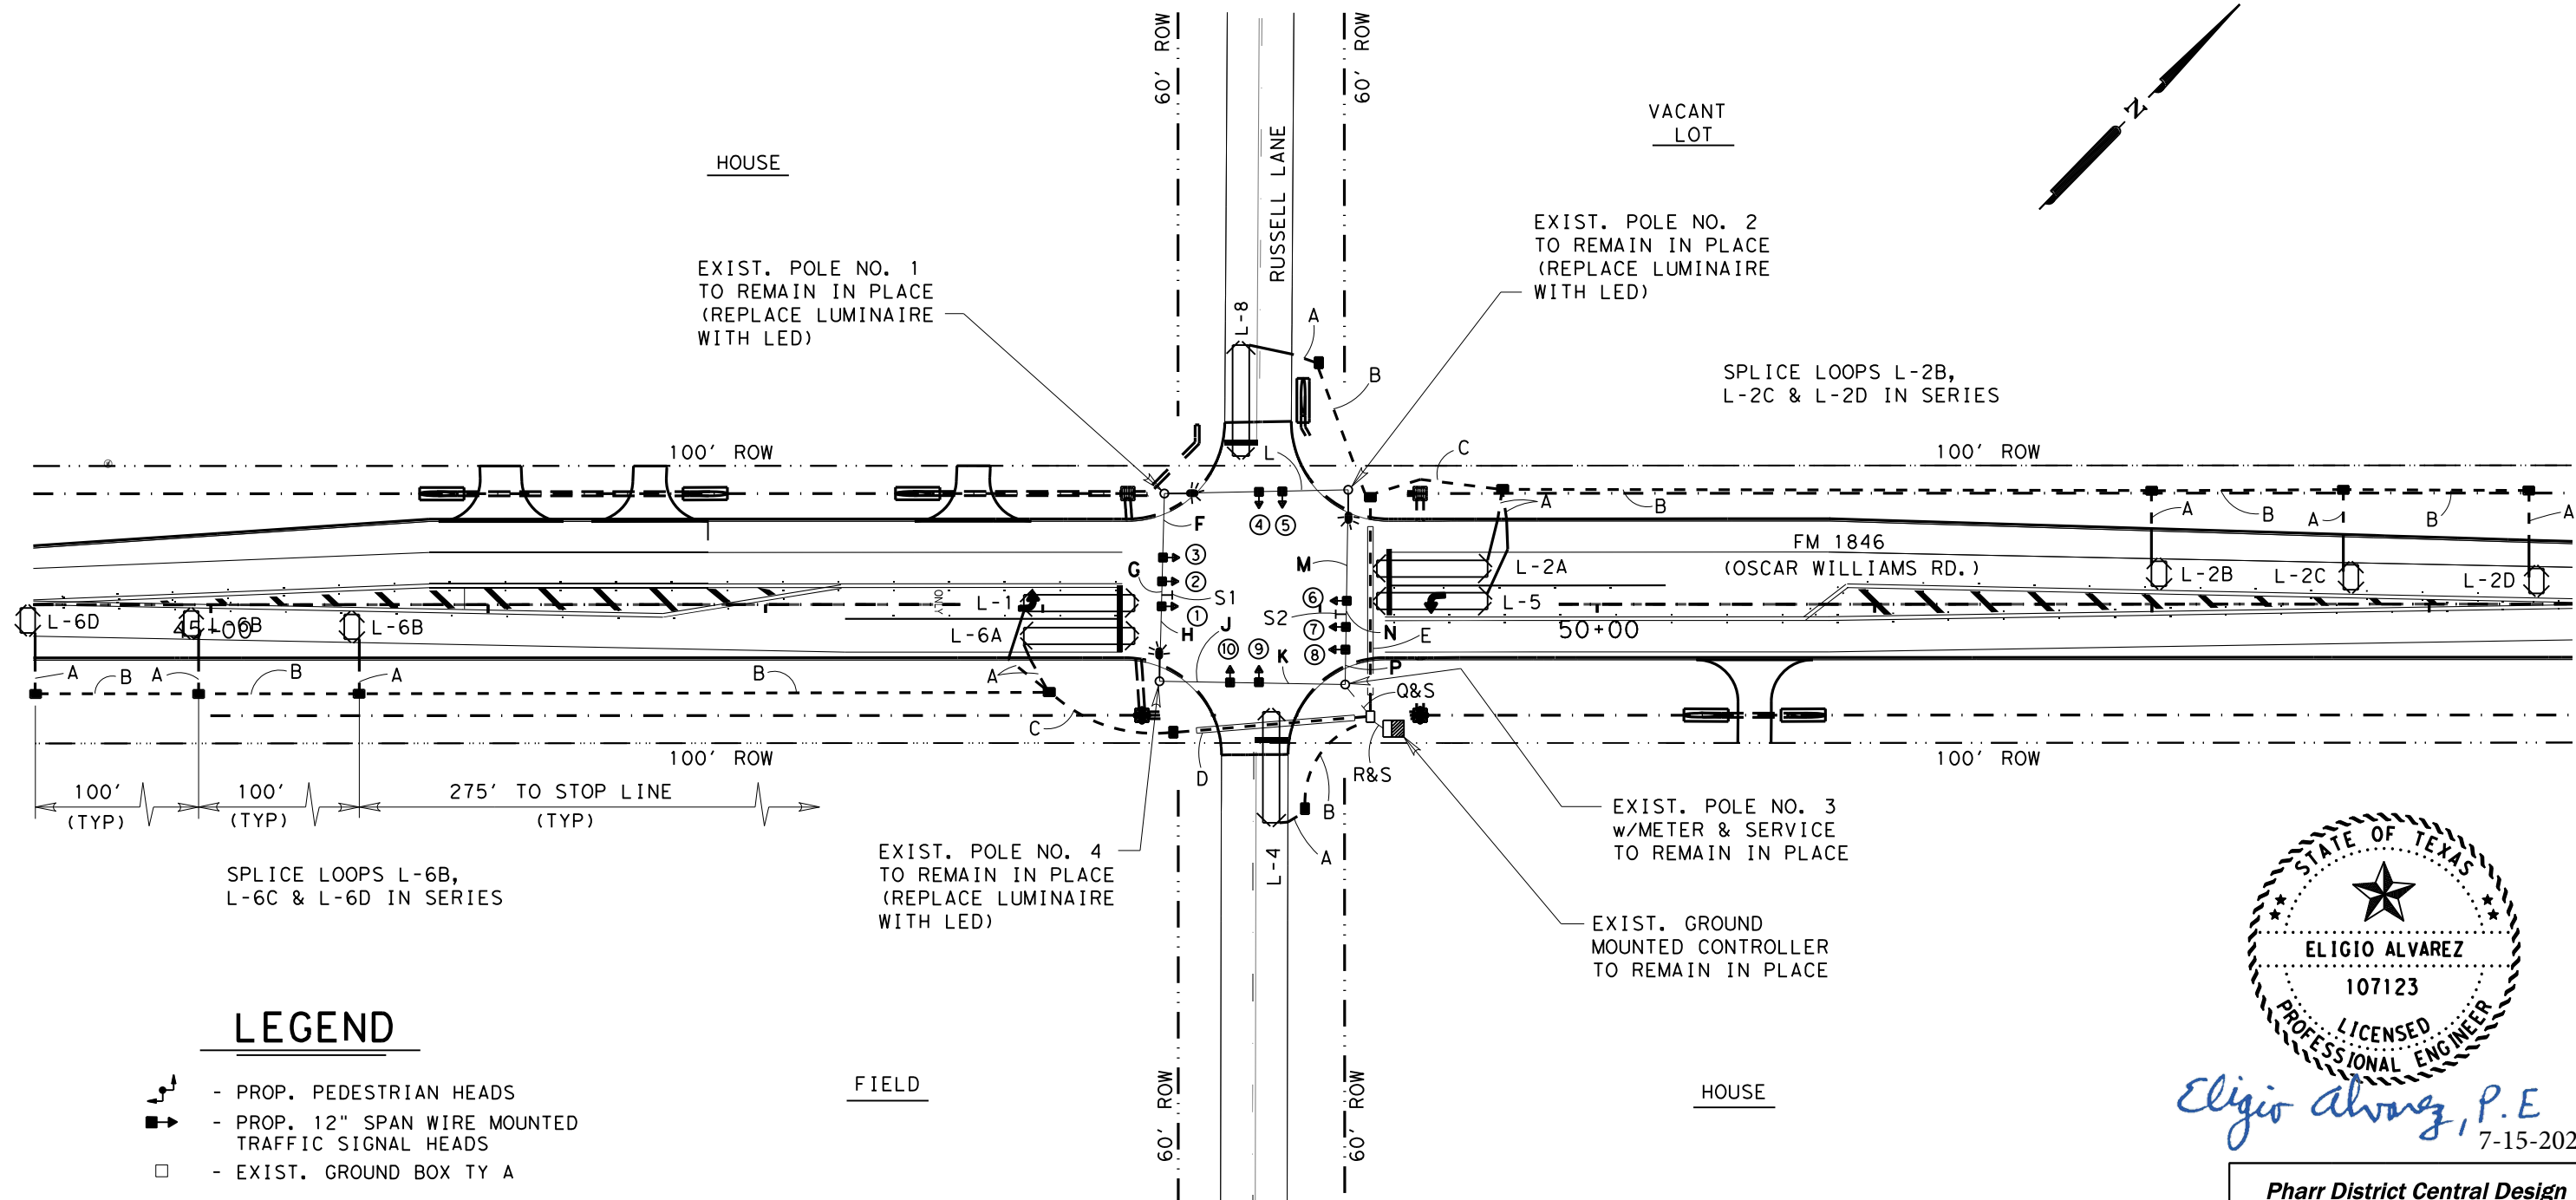 60' ROW
60' ROW
RUSSELL LANE
VACANT
LOT
N
HOUSE
EXIST. POLE NO. 1
TO REMAIN IN PLACE
(REPLACE LUMINAIRE
WITH LED)
EXIST. POLE NO. 2
TO REMAIN IN PLACE
(REPLACE LUMINAIRE
WITH LED)
L-8
A
B
SPLICE LOOPS L-2B,
L-2C & L-2D IN SERIES
100' ROW
L
C
100' ROW
F
4
5
A
B
A
B
A
B
A
3
G
2
M
FM 1846
(OSCAR WILLIAMS RD.)
L-2A
L-2B
L-2C
L-2D
ONLY
L-1
S1
1
6
L-5
L-6D
L-6B
45+00
L-6B
L-6A
H
J
S2
7
N
E
50+00
10
9
K
8
P
A
B
A
B
A
B
A
Q&S
C
D
R&S
100' ROW
100' ROW
100'
(TYP)
100'
(TYP)
275' TO STOP LINE
(TYP)
B
A
L-4
EXIST. POLE NO. 3
w/METER & SERVICE
TO REMAIN IN PLACE
EXIST. POLE NO. 4
TO REMAIN IN PLACE
(REPLACE LUMINAIRE
WITH LED)
SPLICE LOOPS L-6B,
L-6C & L-6D IN SERIES
EXIST. GROUND
MOUNTED CONTROLLER
TO REMAIN IN PLACE
STATE OF TEXAS
ELIGIO ALVAREZ
107123
LICENSED
PROFESSIONAL ENGINEER
Eligio Alvarez, P.E
7-15-202
LEGEND
- PROP. PEDESTRIAN HEADS
- PROP. 12" SPAN WIRE MOUNTED
TRAFFIC SIGNAL HEADS
- EXIST. GROUND BOX TY A
FIELD
60' ROW
60' ROW
HOUSE
Pharr District Central Design